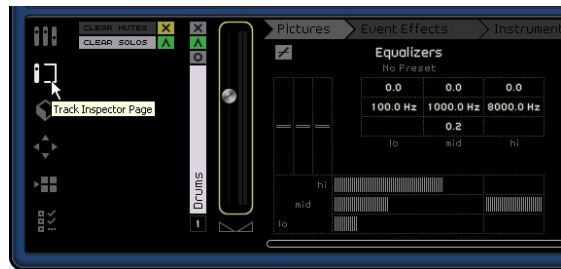 CLEAR MUTES X X
CLEAR SOLOS Λ Λ
Pictures Event Effects Instrumen
Equalizers
No Preset
0.0 0.0 0.0
100.0 Hz 1000.0 Hz 8000.0 Hz
0.2
lo mid hi
Track Inspector Page
Drums
1
hi
mid
lo